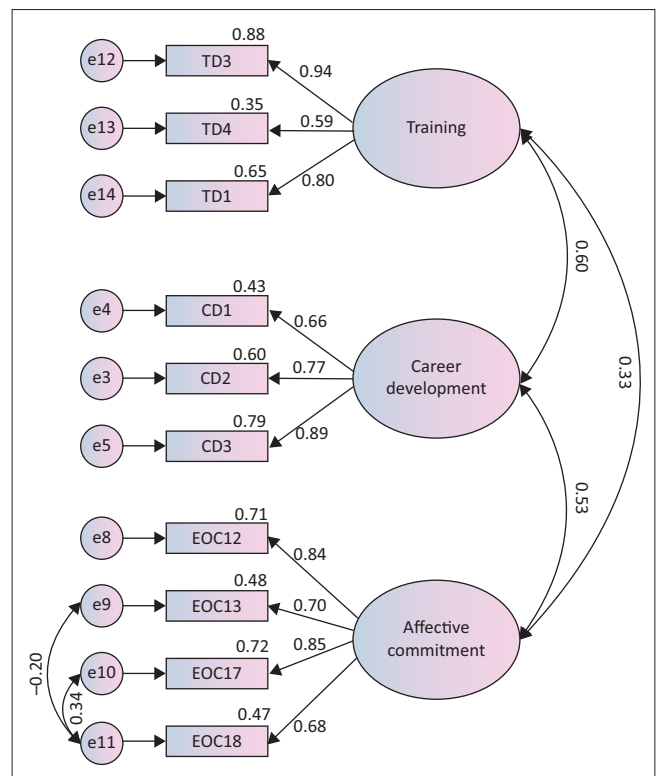 0.88
e12
TD3
0.94
0.35
e13
TD4
0.59
Training
0.65
e14
TD1
0.80
0.60
0.33
0.43
e4
CD1
0.66
0.60
e3
CD2
0.77
Career
development
0.79
e5
CD3
0.89
0.53
0.71
e8
EOC12
0.84
0.48
e9
EOC13
0.70
Affective
commitment
0.72
e10
EOC17
0.85
−0.20
0.34
0.47
e11
EOC18
0.68